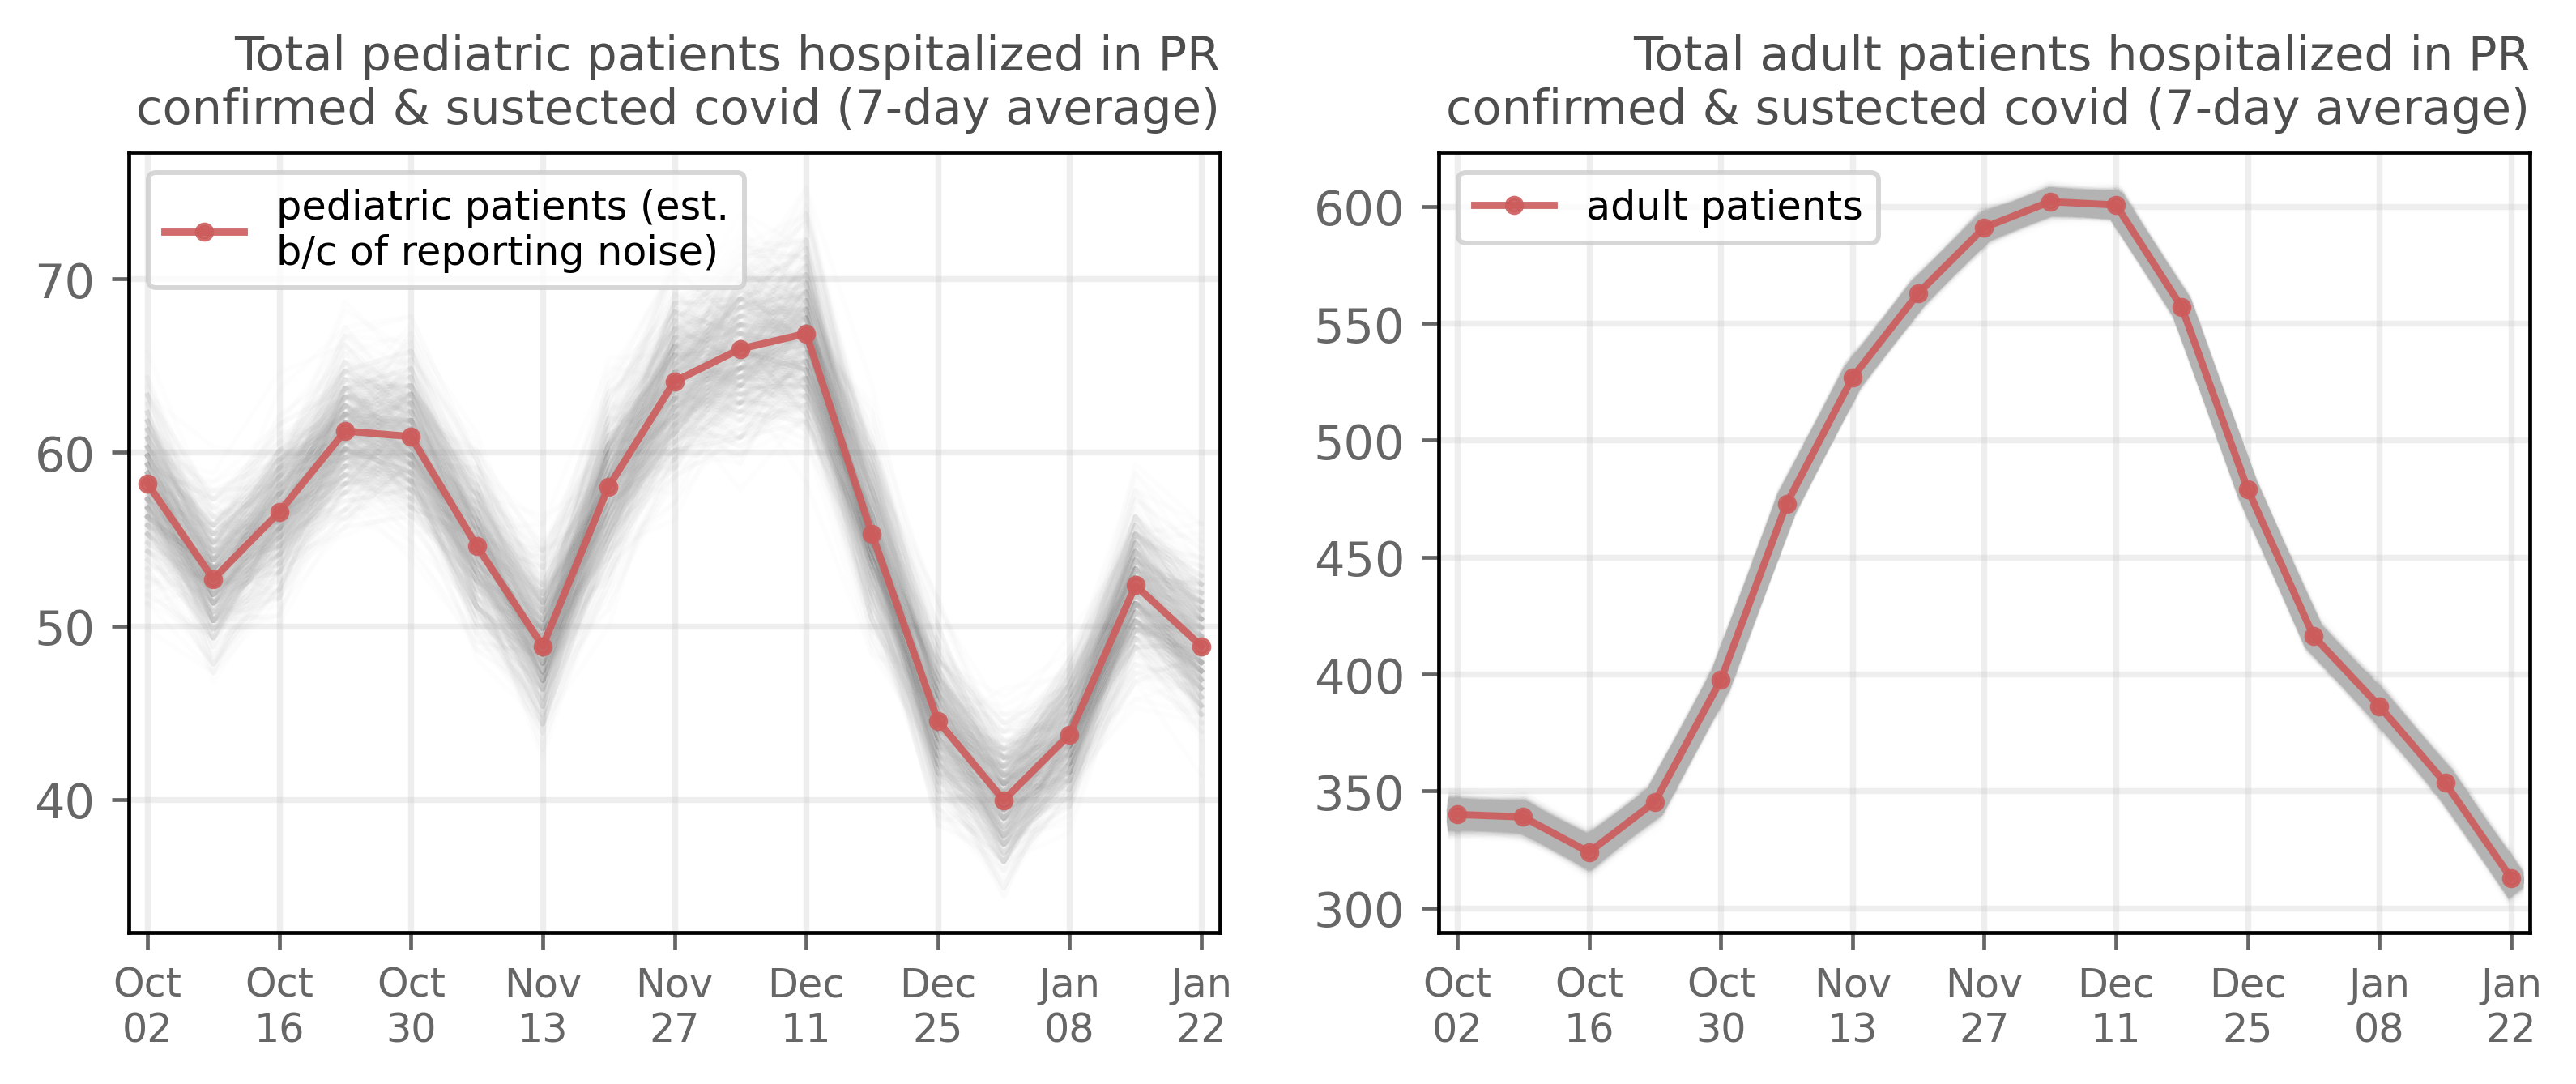 Total pediatric patients hospitalized in PR
confirmed & sustected covid (7-day average)
pediatric patients (est.
b/c of reporting noise)
70
60
50
40
Oct 02
Oct 16
Oct 30
Nov 13
Nov 27
Dec 11
Dec 25
Jan 08
Jan 22
Total adult patients hospitalized in PR
confirmed & sustected covid (7-day average)
adult patients
600
550
500
450
400
350
300
Oct 02
Oct 16
Oct 30
Nov 13
Nov 27
Dec 11
Dec 25
Jan 08
Jan 22